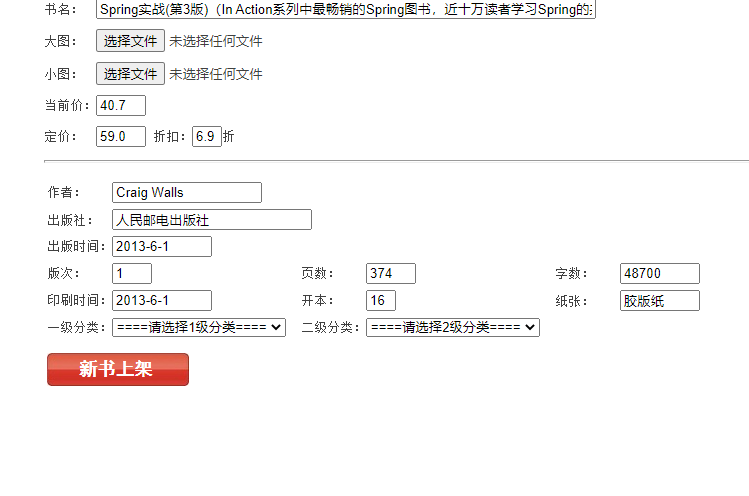 书名： Spring实战(第3版)（In Action系列中最畅销的Spring图书，近十万读者学习Spring的
大图： 选择文件 未选择任何文件
小图： 选择文件 未选择任何文件
当前价： 40.7
定价： 59.0 折扣： 6.9 折
作者： Craig Walls
出版社： 人民邮电出版社
出版时间： 2013-6-1
版次： 1 页数： 374 字数： 48700
印刷时间： 2013-6-1 开本： 16 纸张： 胶版纸
一级分类： ====请选择1级分类==== 二级分类： ====请选择2级分类====
新书上架